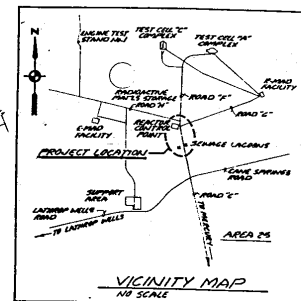 N
ENGINE TEST
STAND No.1
TEST CELL "C"
COMPLEX
TEST CELL "A"
COMPLEX
E-MAD
FACILITY
RADIOACTIVE
MAT'LS STORAGE
ROAD "H"
ROAD "F"
ROAD "G"
E-MAD
FACILITY
REACTOR
CONTROL
POINT
PROJECT LOCATION
SEWAGE LAGOONS
CANE SPRINGS
ROAD
SUPPORT
AREA
ROAD "E"
LATHROP WELLS
ROAD
TO LATHROP WELLS
TO MERCURY
AREA 25
VICINITY MAP
NO SCALE